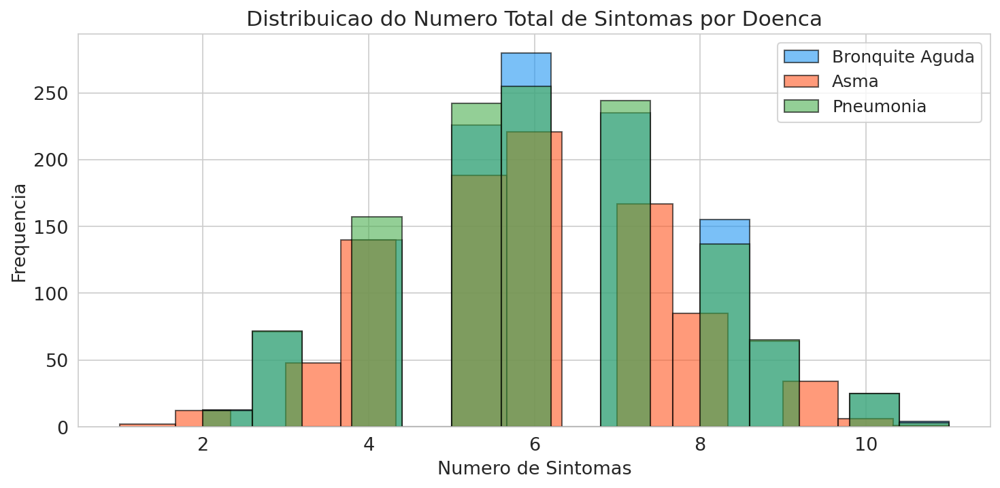 Distribuicao do Numero Total de Sintomas por Doenca
Bronquite Aguda
Asma
Pneumonia
Frequencia
250
200
150
100
50
0
2 4 6 8 10
Numero de Sintomas